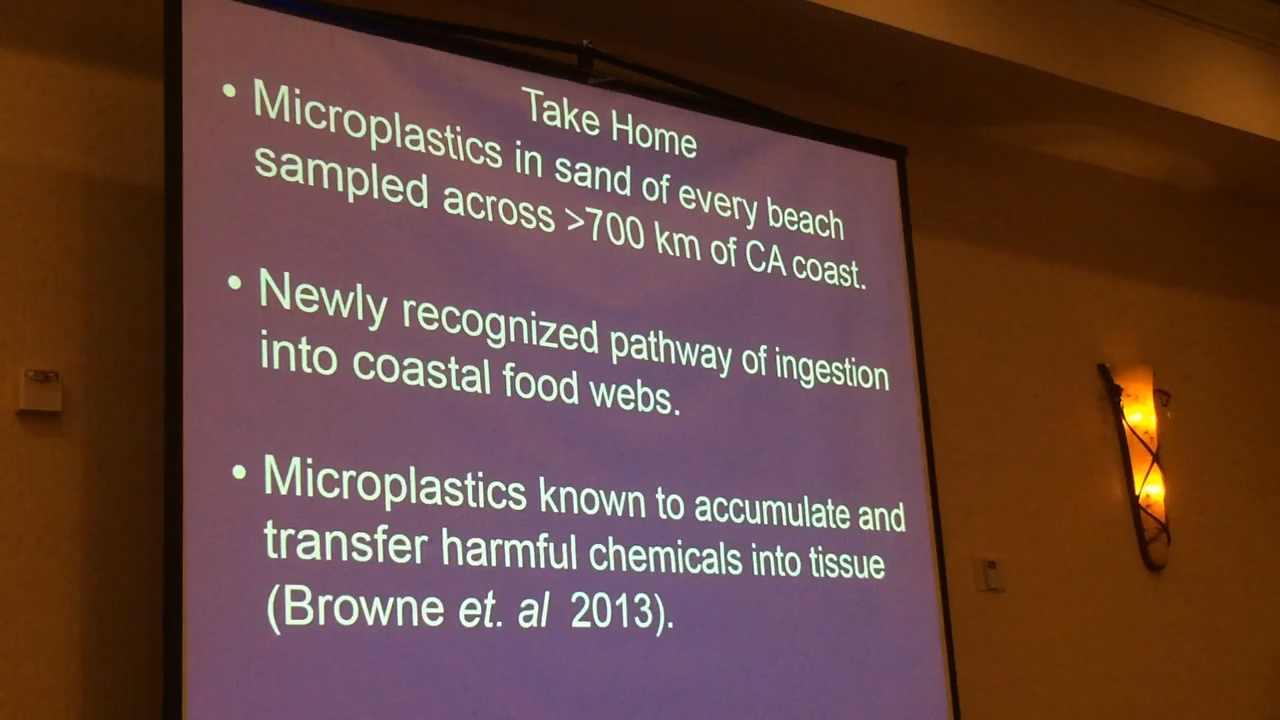 Take Home
• Microplastics in sand of every beach
sampled across >700 km of CA coast.
• Newly recognized pathway of ingestion
into coastal food webs.
• Microplastics known to accumulate and
transfer harmful chemicals into tissue
(Browne et. al 2013).